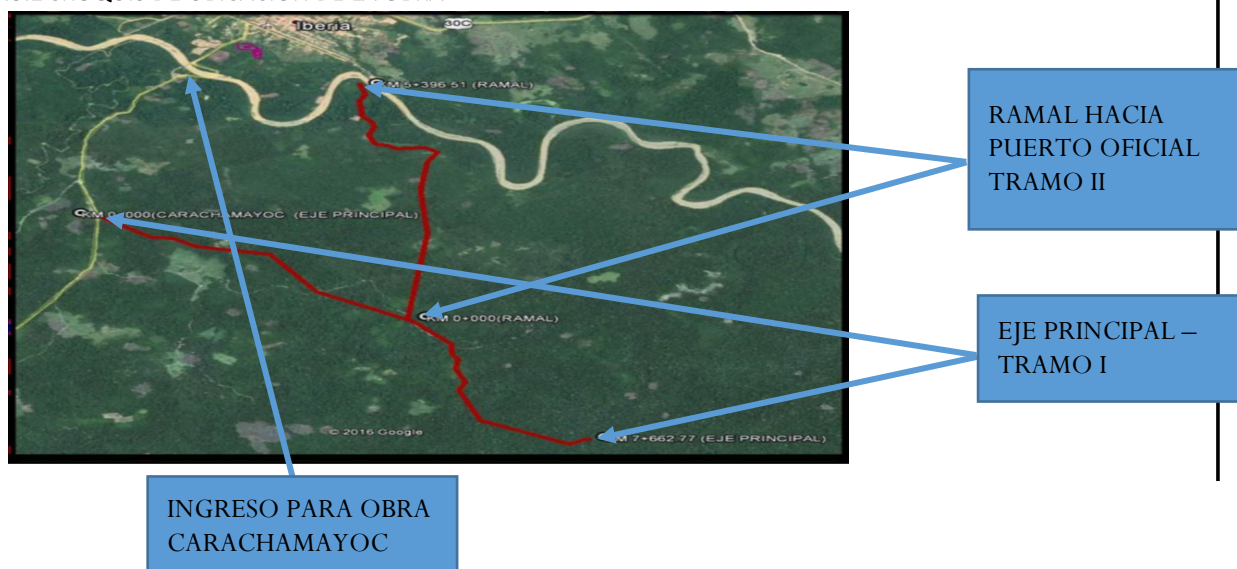 Iberia
30C
KM 5+396.51 (RAMAL)
RAMAL HACIA
PUERTO OFICIAL
TRAMO II
KM 0+000(CARACHAMAYOC (EJE PRINCIPAL)
KM 0+000(RAMAL)
EJE PRINCIPAL –
TRAMO I
© 2016 Google
KM 7+662.77 (EJE PRINCIPAL)
INGRESO PARA OBRA
CARACHAMAYOC